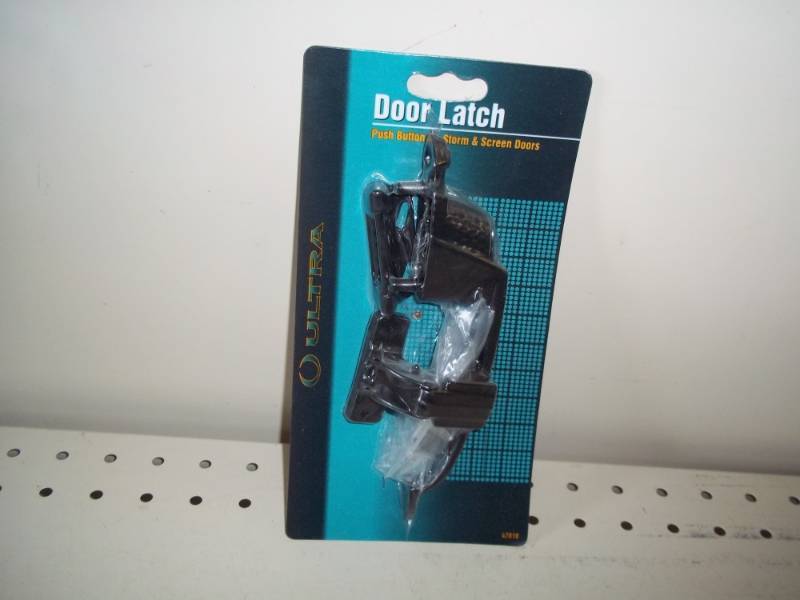 Door Latch
Push Button Storm & Screen Doors
ULTRA